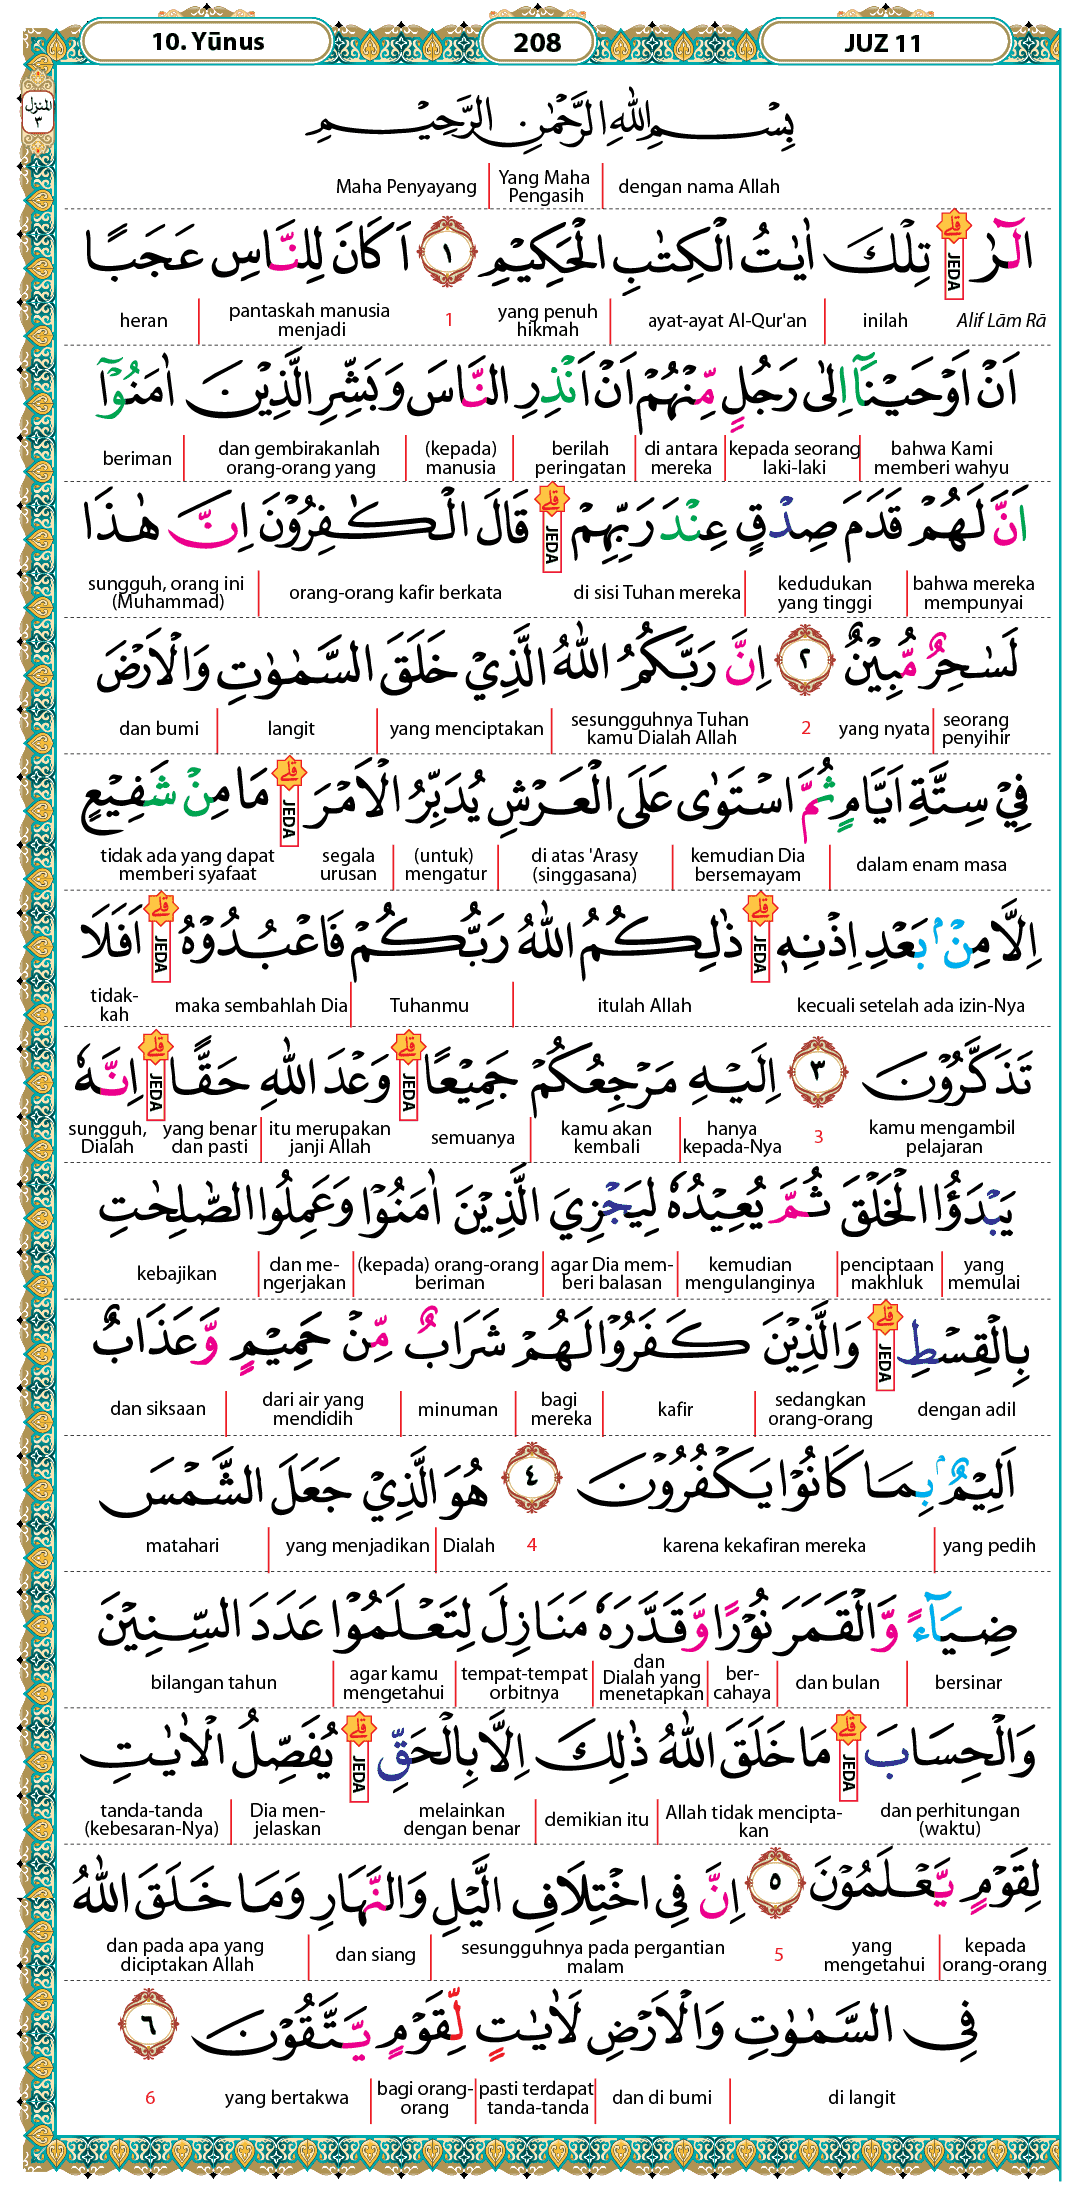 10. Yūnus 208 JUZ 11
المنزل ٣
بِسْمِ اللّٰهِ الرَّحْمٰنِ الرَّحِيْمِ
dengan nama Allah | Yang Maha Pengasih | Maha Penyayang
الۤرٰ ۗ تِلْكَ اٰيٰتُ الْكِتٰبِ الْحَكِيْمِ ١ اَكَانَ لِلنَّاسِ عَجَبًا
JEDA
Alif Lām Rā | inilah | ayat-ayat Al-Qur'an | yang penuh hikmah | 1 | pantaskah manusia menjadi | heran
اَنْ اَوْحَيْنَآ اِلٰى رَجُلٍ مِّنْهُمْ اَنْ اَنْذِرِ النَّاسَ وَبَشِّرِ الَّذِيْنَ اٰمَنُوْٓا
bahwa Kami memberi wahyu | kepada seorang laki-laki | di antara mereka | berilah peringatan | (kepada) manusia | dan gembirakanlah orang-orang yang | beriman
اَنَّ لَهُمْ قَدَمَ صِدْقٍ عِنْدَ رَبِّهِمْ ۗ قَالَ الْكٰفِرُوْنَ اِنَّ هٰذَا
JEDA
bahwa mereka mempunyai | kedudukan yang tinggi | di sisi Tuhan mereka | orang-orang kafir berkata | sungguh, orang ini (Muhammad)
لَسٰحِرٌ مُّبِيْنٌ ٢ اِنَّ رَبَّكُمُ اللّٰهُ الَّذِيْ خَلَقَ السَّمٰوٰتِ وَالْاَرْضَ
seorang penyihir | yang nyata | 2 | sesungguhnya Tuhan kamu Dialah Allah | yang menciptakan | langit | dan bumi
فِيْ سِتَّةِ اَيَّامٍ ثُمَّ اسْتَوٰى عَلَى الْعَرْشِ يُدَبِّرُ الْاَمْرَ ۗ مَا مِنْ شَفِيْعٍ
JEDA
dalam enam masa | kemudian Dia bersemayam | di atas 'Arasy (singgasana) | (untuk) mengatur | segala urusan | tidak ada yang dapat memberi syafaat
اِلَّا مِنْۢ بَعْدِ اِذْنِهٖ ۗ ذٰلِكُمُ اللّٰهُ رَبُّكُمْ فَاعْبُدُوْهُ ۗ اَفَلَا
JEDA JEDA
kecuali setelah ada izin-Nya | itulah Allah | Tuhanmu | maka sembahlah Dia | tidak-kah
تَذَكَّرُوْنَ ٣ اِلَيْهِ مَرْجِعُكُمْ جَمِيْعًا ۗ وَعْدَ اللّٰهِ حَقًّا ۗ اِنَّهٗ
JEDA JEDA
kamu mengambil pelajaran | 3 | hanya kepada-Nya | kamu akan kembali | semuanya | itu merupakan janji Allah | yang benar dan pasti | sungguh, Dialah
يَبْدَؤُا الْخَلْقَ ثُمَّ يُعِيْدُهٗ لِيَجْزِيَ الَّذِيْنَ اٰمَنُوْا وَعَمِلُوا الصّٰلِحٰتِ
yang memulai | penciptaan makhluk | kemudian mengulanginya | agar Dia mem-beri balasan | (kepada) orang-orang beriman | dan me-ngerjakan | kebajikan
بِالْقِسْطِ ۗ وَالَّذِيْنَ كَفَرُوْا لَهُمْ شَرَابٌ مِّنْ حَمِيْمٍ وَّعَذَابٌ
JEDA
dengan adil | sedangkan orang-orang | kafir | bagi mereka | minuman | dari air yang mendidih | dan siksaan
اَلِيْمٌۢ بِمَا كَانُوْا يَكْفُرُوْنَ ٤ هُوَ الَّذِيْ جَعَلَ الشَّمْسَ
yang pedih | karena kekafiran mereka | 4 | Dialah | yang menjadikan | matahari
ضِيَاۤءً وَّالْقَمَرَ نُوْرًا وَّقَدَّرَهٗ مَنَازِلَ لِتَعْلَمُوْا عَدَدَ السِّنِيْنَ
bersinar | dan bulan | ber-cahaya | dan Dialah yang menetapkan | tempat-tempat orbitnya | agar kamu mengetahui | bilangan tahun
وَالْحِسَابَ ۗ مَا خَلَقَ اللّٰهُ ذٰلِكَ اِلَّا بِالْحَقِّ ۗ يُفَصِّلُ الْاٰيٰتِ
JEDA JEDA
dan perhitungan (waktu) | Allah tidak mencipta-kan | demikian itu | melainkan dengan benar | Dia men-jelaskan | tanda-tanda (kebesaran-Nya)
لِقَوْمٍ يَّعْلَمُوْنَ ٥ اِنَّ فِى اخْتِلَافِ الَّيْلِ وَالنَّهَارِ وَمَا خَلَقَ اللّٰهُ
kepada orang-orang | yang mengetahui | 5 | sesungguhnya pada pergantian malam | dan siang | dan pada apa yang diciptakan Allah
فِى السَّمٰوٰتِ وَالْاَرْضِ لَاٰيٰتٍ لِّقَوْمٍ يَّتَّقُوْنَ ٦
di langit | dan di bumi | pasti terdapat tanda-tanda | bagi orang-orang | yang bertakwa | 6